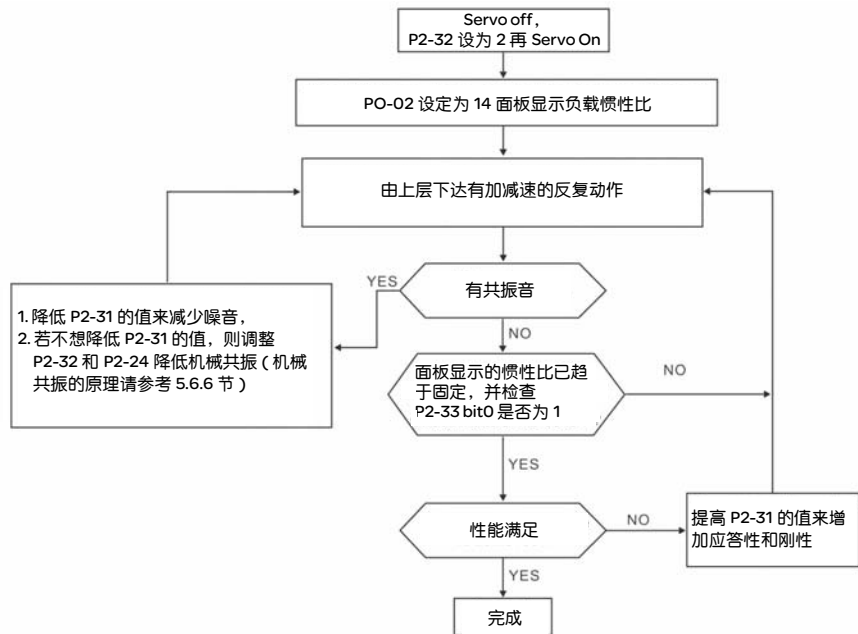 Servo off，
P2-32 设为 2 再 Servo On
PO-02 设定为 14 面板显示负载惯性比
由上层下达有加减速的反复动作
YES
有共振音
1. 降低 P2-31 的值来减少噪音，
2. 若不想降低 P2-31 的值，则调整
P2-32 和 P2-24 降低机械共振（机械
共振的原理请参考 5.6.6 节）
NO
面板显示的惯性比已趋
于固定，并检查
P2-33 bit0 是否为 1
NO
YES
性能满足
NO
提高 P2-31 的值来增
加应答性和刚性
YES
完成